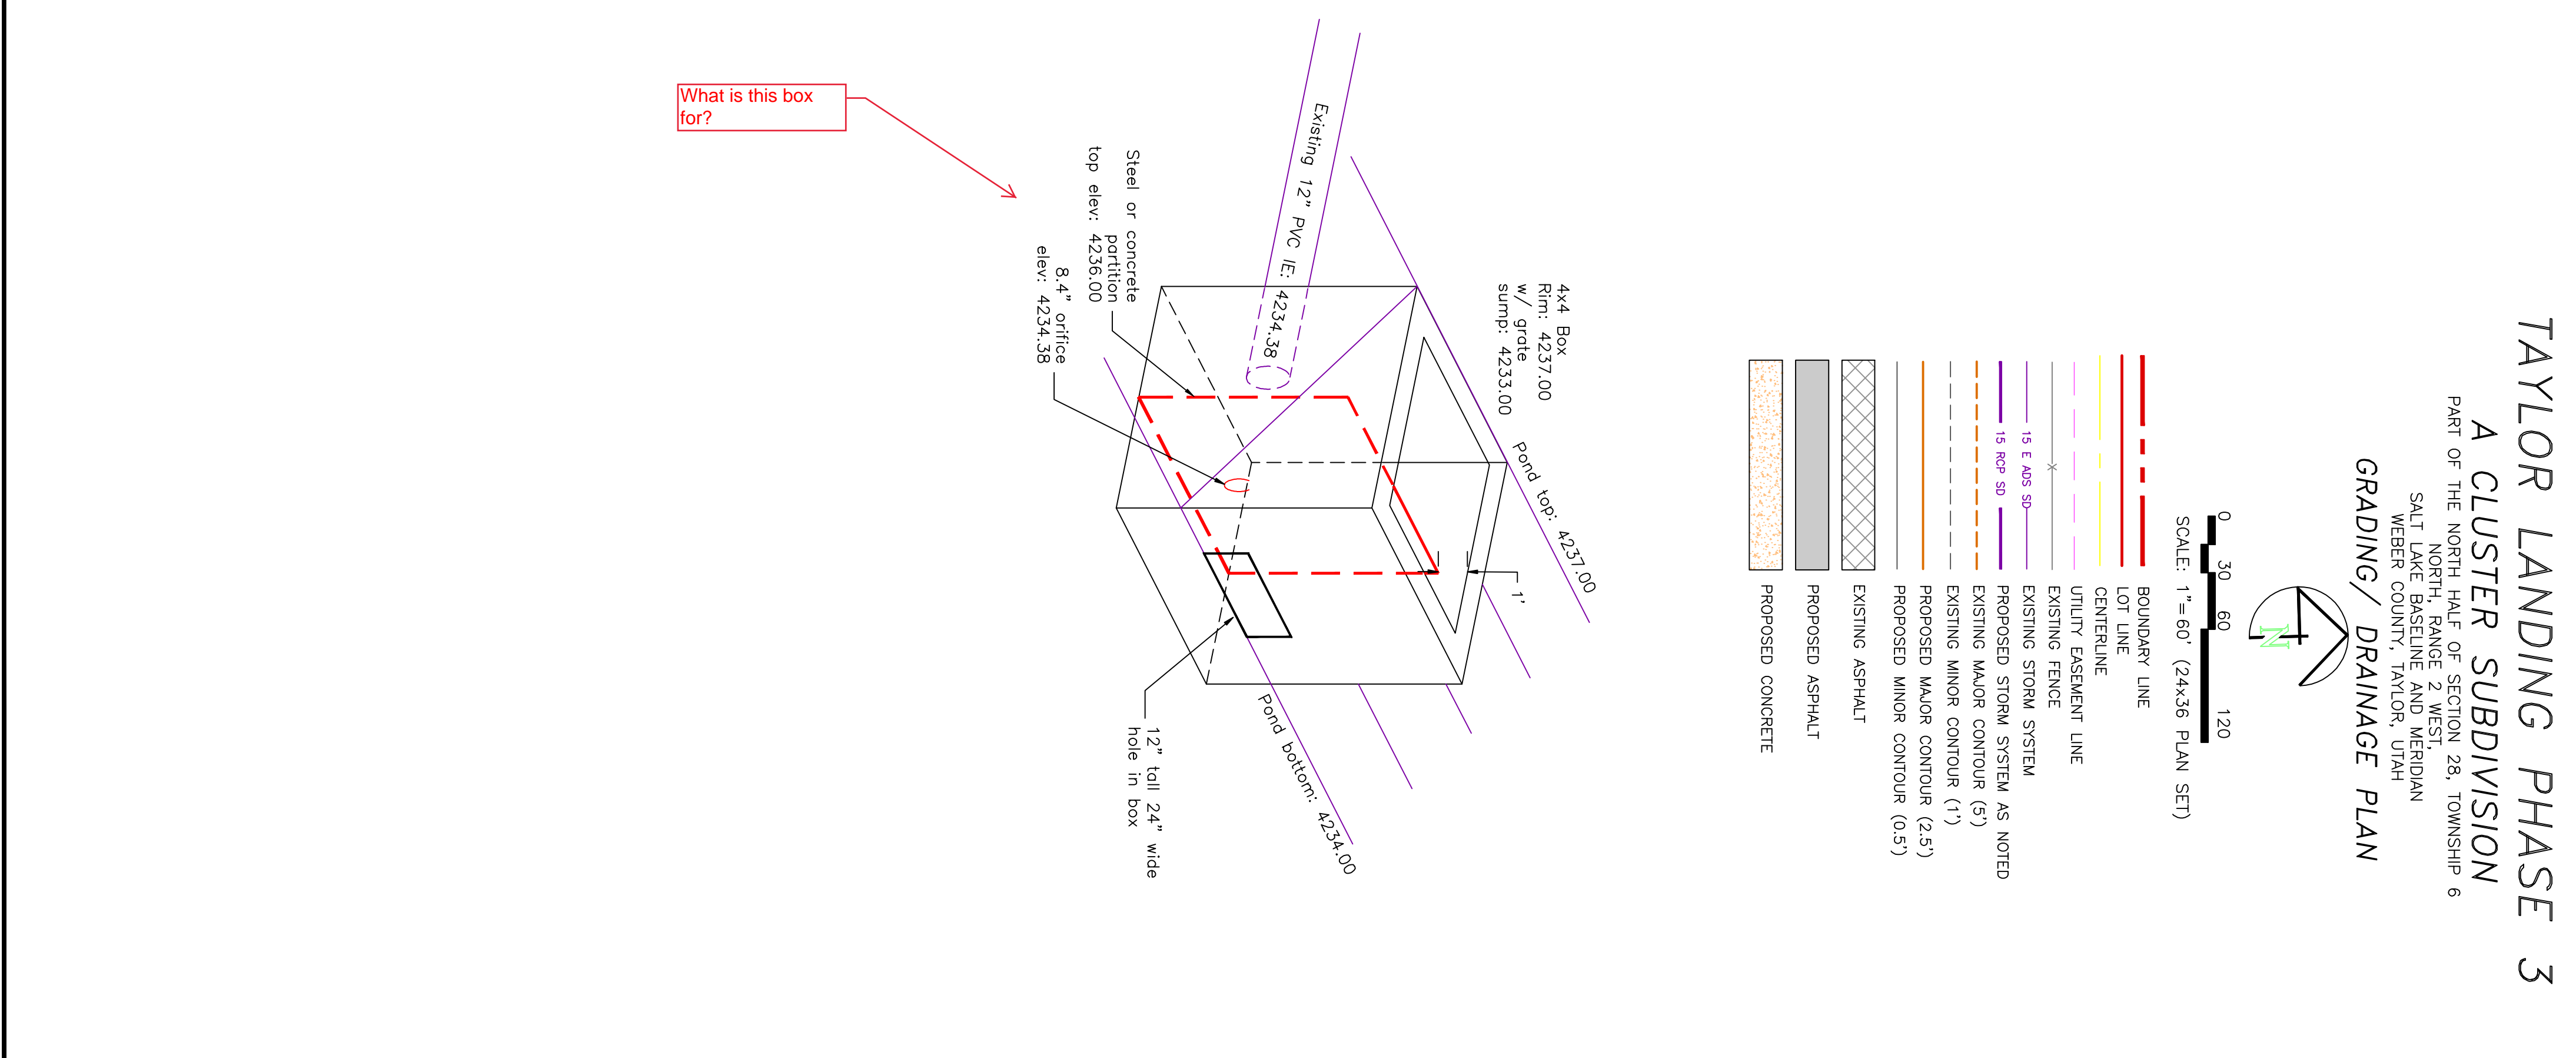 TAYLOR LANDING PHASE 3
A CLUSTER SUBDIVISION
PART OF THE NORTH HALF OF SECTION 28, TOWNSHIP 6
NORTH, RANGE 2 WEST,
SALT LAKE BASELINE AND MERIDIAN
WEBER COUNTY, TAYLOR, UTAH
GRADING/ DRAINAGE PLAN
N
0 30 60 120
SCALE: 1"=60' (24x36 PLAN SET)
BOUNDARY LINE
LOT LINE
CENTERLINE
UTILITY EASEMENT LINE
x EXISTING FENCE
15 E ADS SD EXISTING STORM SYSTEM
15 RCP SD PROPOSED STORM SYSTEM AS NOTED
EXISTING MAJOR CONTOUR (5')
EXISTING MINOR CONTOUR (1')
PROPOSED MAJOR CONTOUR (2.5')
PROPOSED MINOR CONTOUR (0.5')
EXISTING ASPHALT
PROPOSED ASPHALT
PROPOSED CONCRETE
4x4 Box
Rim: 4237.00
w/ grate
sump: 4233.00
Pond top: 4237.00
1'
Existing 12" PVC IE: 4234.38
Steel or concrete
partition
top elev: 4236.00
8.4" orifice
elev: 4234.38
Pond bottom: 4234.00
12" tall 24" wide
hole in box
What is this box
for?